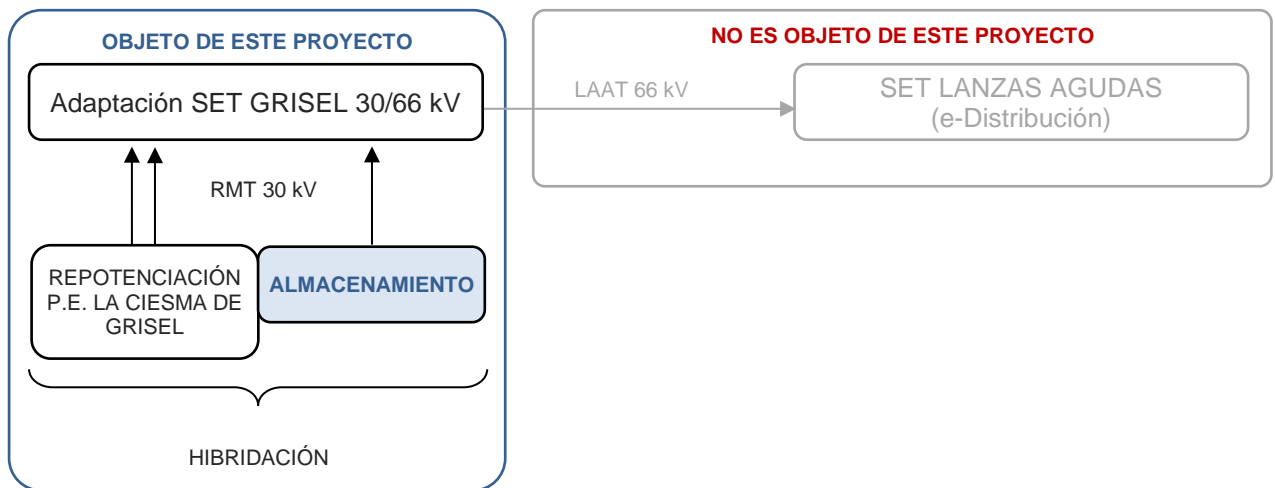 OBJETO DE ESTE PROYECTO
NO ES OBJETO DE ESTE PROYECTO
Adaptación SET GRISEL 30/66 kV
LAAT 66 kV
SET LANZAS AGUDAS
(e-Distribución)
RMT 30 kV
REPOTENCIACIÓN
P.E. LA CIESMA DE
GRISEL
ALMACENAMIENTO
HIBRIDACIÓN